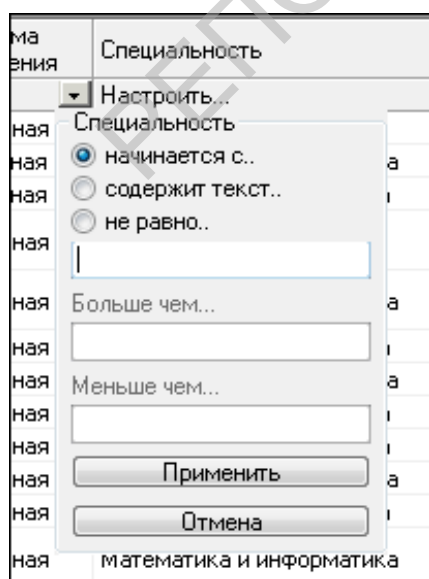 РЕПО
ма
ения
Специальность
Настроить...
ная
Специальность
ная
начинается с..
а
ная
содержит текст..
не равно..
ная
ная
Больше чем...
а
ная
ная
Меньше чем...
а
ная
ная
ная
Применить
а
ная
Отмена
ная
Математика и информатика